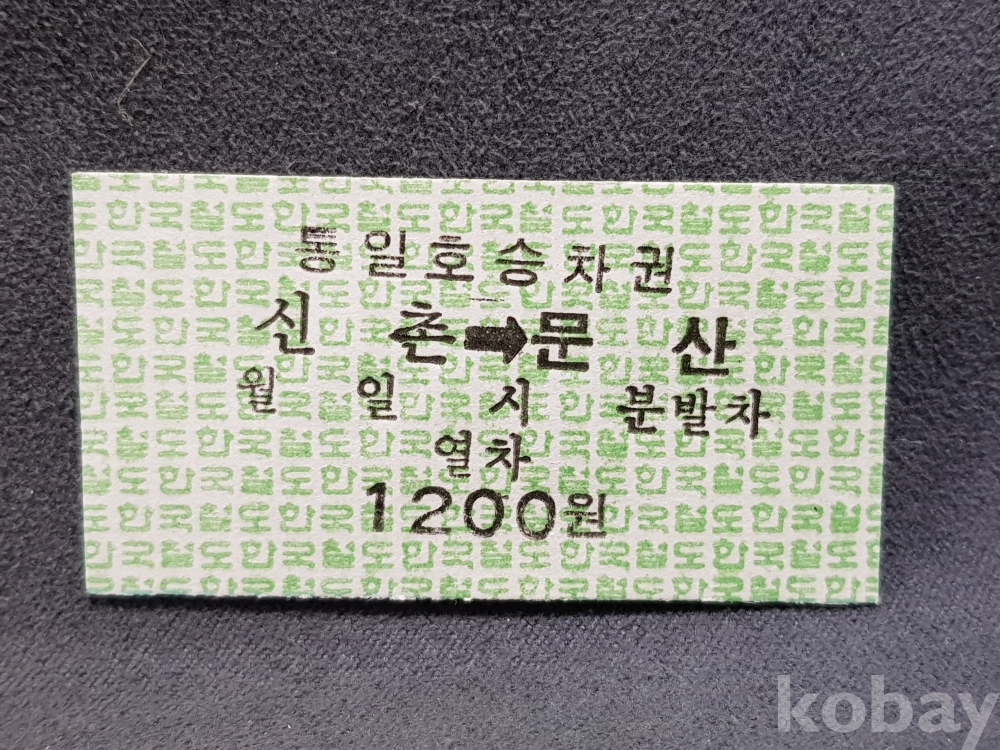 통일호승차권
신 촌➡문 산
월 일 시 분발차
열차
1200원
kobay